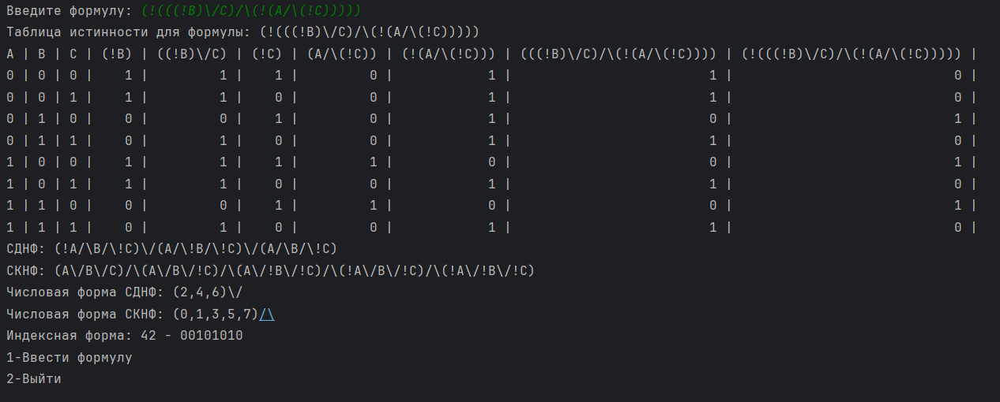 Введите формулу: (!(((!B)\/C)/\(!(A/\(!C)))))
Таблица истинности для формулы: (!(((!B)\/C)/\(!(A/\(!C)))))
A | B | C | (!B) | ((!B)\/C) | (!C) | (A/\(!C)) | (!(A/\(!C))) | (((!B)\/C)/\(!(A/\(!C)))) | (!(((!B)\/C)/\(!(A/\(!C))))) |
0 | 0 | 0 | 1 | 1 | 1 | 0 | 1 | 1 | 0 |
0 | 0 | 1 | 1 | 1 | 0 | 0 | 1 | 1 | 0 |
0 | 1 | 0 | 0 | 0 | 1 | 0 | 1 | 0 | 1 |
0 | 1 | 1 | 0 | 1 | 0 | 0 | 1 | 1 | 0 |
1 | 0 | 0 | 1 | 1 | 1 | 1 | 0 | 0 | 1 |
1 | 0 | 1 | 1 | 1 | 0 | 0 | 1 | 1 | 0 |
1 | 1 | 0 | 0 | 0 | 1 | 1 | 0 | 0 | 1 |
1 | 1 | 1 | 0 | 1 | 0 | 0 | 1 | 1 | 0 |
СДНФ: (!A/\B/\!C)\/(A/\!B/\!C)\/(A/\B/\!C)
СКНФ: (A\/B\/C)/\(A\/B\/!C)/\(A\/!B\/!C)/\(!A\/B\/!C)/\(!A\/!B\/!C)
Числовая форма СДНФ: (2,4,6)\/
Числовая форма СКНФ: (0,1,3,5,7)/\
Индексная форма: 42 - 00101010
1-Ввести формулу
2-Выйти